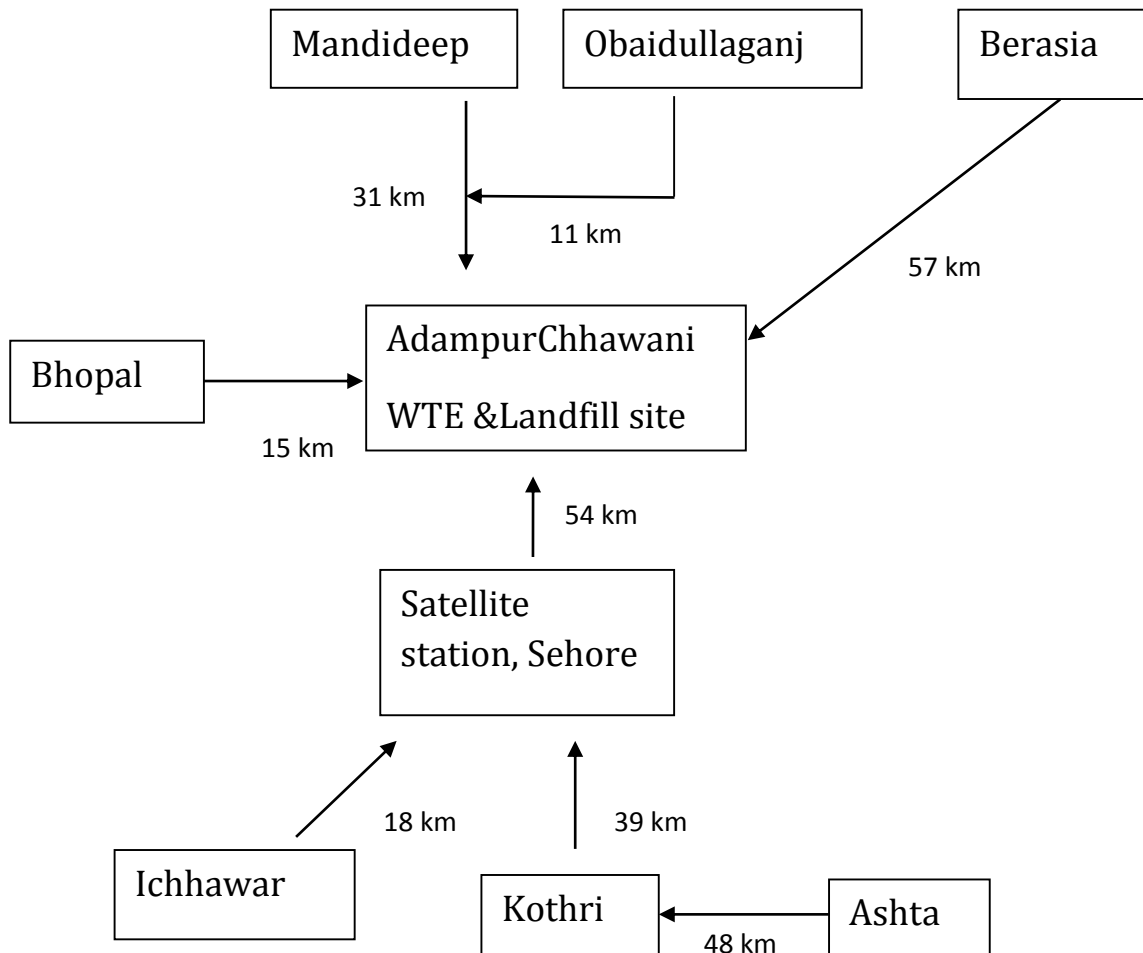 Mandideep
Obaidullaganj
Berasia
31 km
11 km
57 km
AdampurChhawani
WTE &Landfill site
Bhopal
15 km
54 km
Satellite
station, Sehore
18 km
39 km
Ichhawar
Kothri
Ashta
48 km